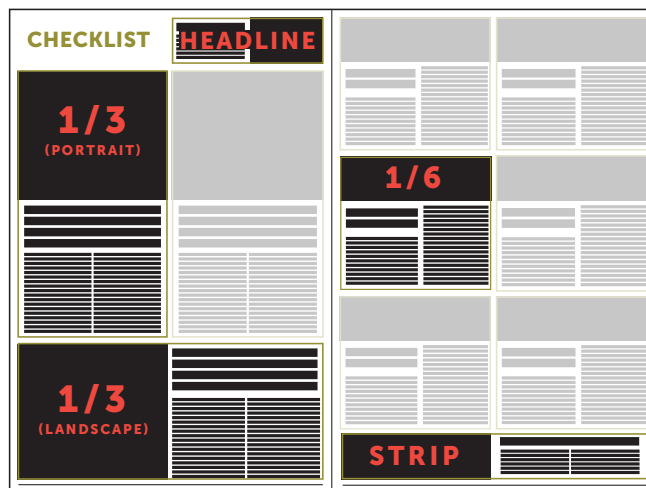 CHECKLIST
HEADLINE
1/3
(PORTRAIT)
1/3
(LANDSCAPE)
1/6
STRIP